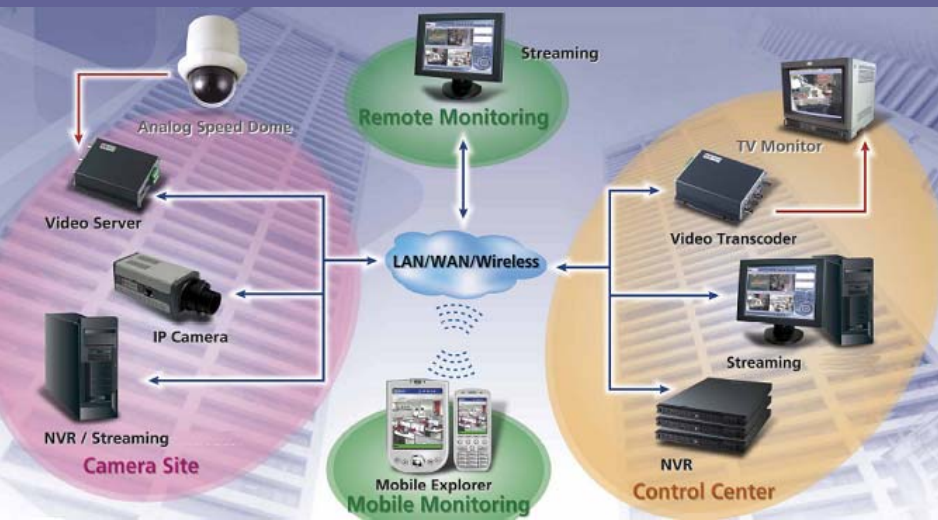 Streaming
Remote Monitoring
Analog Speed Dome
Video Server
IP Camera
NVR / Streaming
Camera Site
LAN/WAN/Wireless
Mobile Explorer
Mobile Monitoring
TV Monitor
Video Transcoder
Streaming
NVR
Control Center